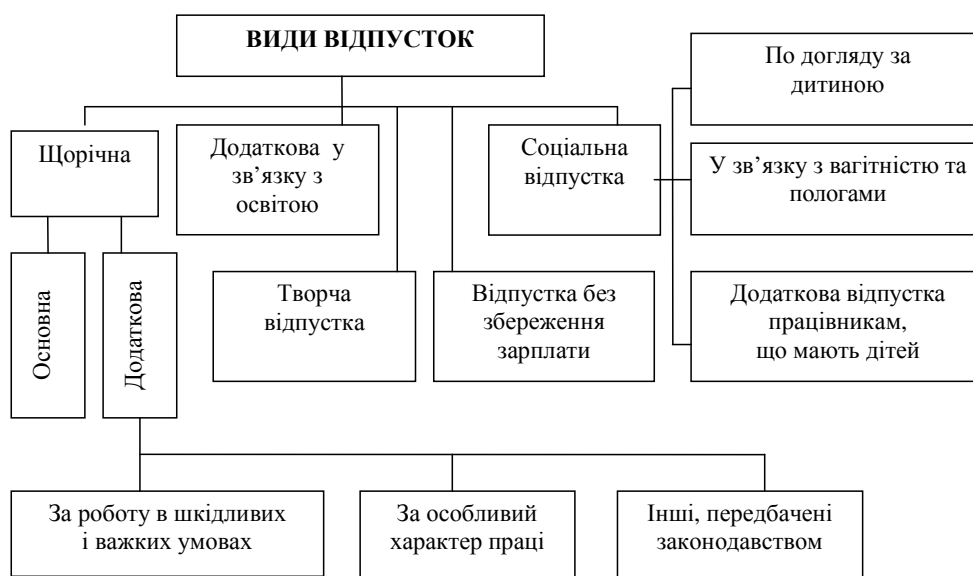 ВИДИ ВІДПУСТОК
Щорічна
Основна
Додаткова
Додаткова у
зв’язку з
освітою
Творча
відпустка
Відпустка без
збереження
зарплати
Соціальна
відпустка
По догляду за
дитиною
У зв’язку з вагітністю та
пологами
Додаткова відпустка
працівникам,
що мають дітей
За роботу в шкідливих
і важких умовах
За особливий
характер праці
Інші, передбачені
законодавством